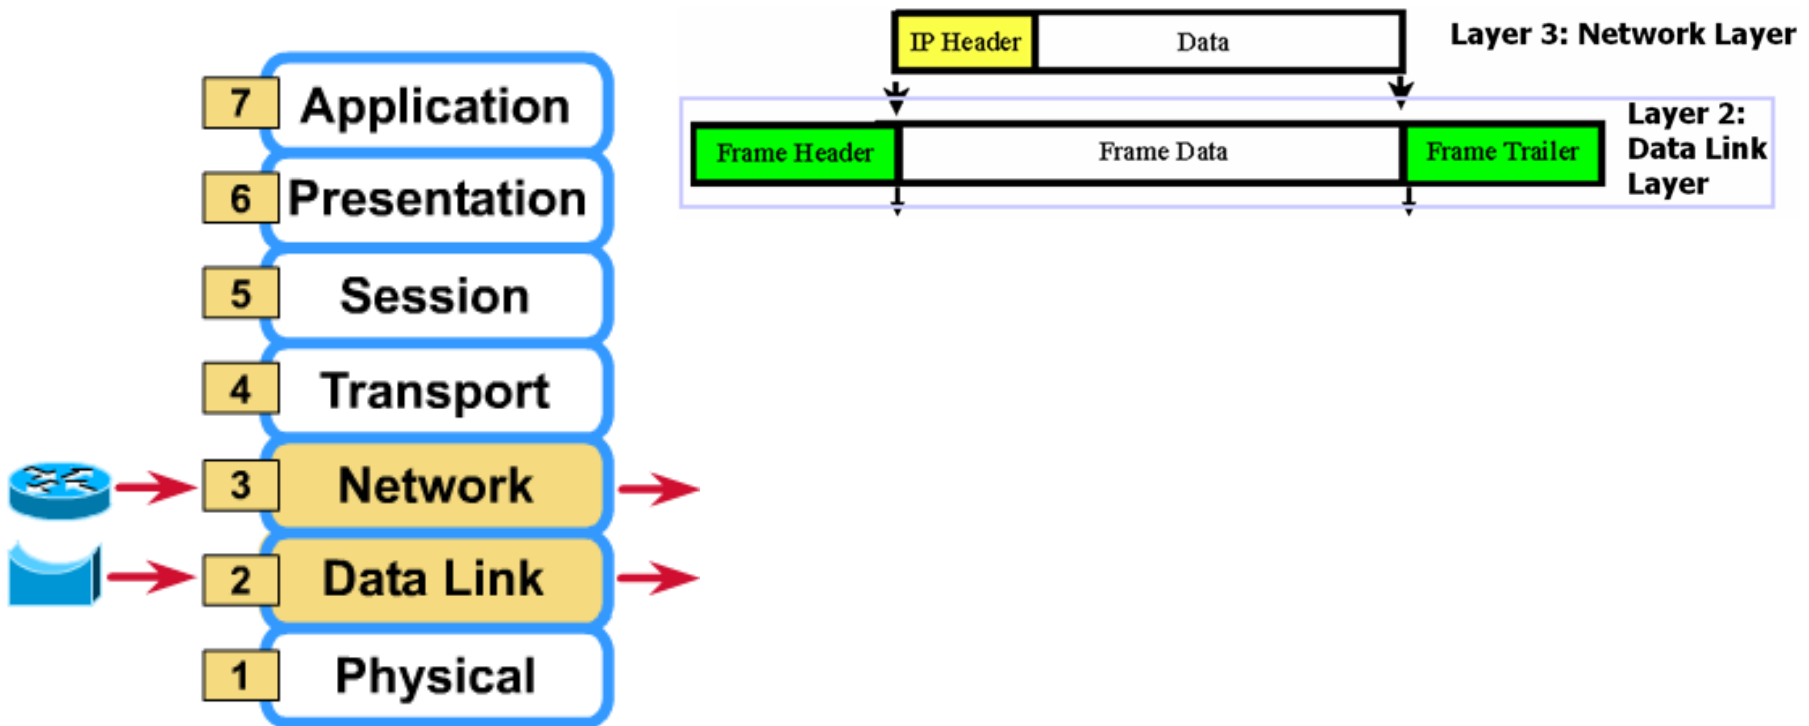 7 Application
6 Presentation
5 Session
4 Transport
3 Network
2 Data Link
1 Physical
IP Header Data
Layer 3: Network Layer
Frame Header Frame Data Frame Trailer
Layer 2:
Data Link
Layer